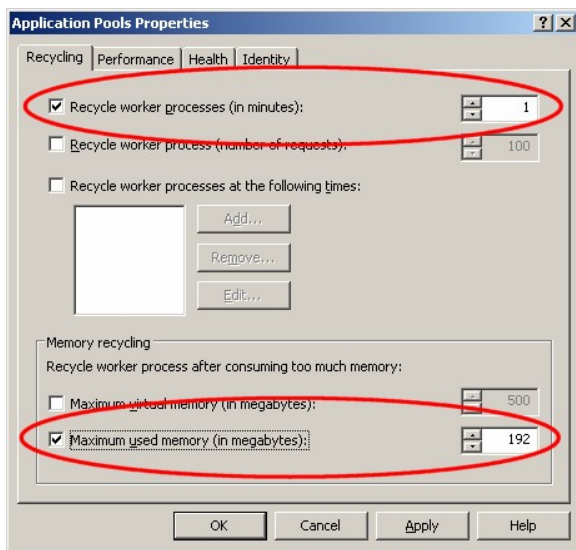 Application Pools Properties
Recycling Performance Health Identity
Recycle worker processes (in minutes): 1
Recycle worker process (number of requests): 100
Recycle worker processes at the following times:
Add...
Remove...
Edit...
Memory recycling
Recycle worker process after consuming too much memory:
Maximum virtual memory (in megabytes): 500
Maximum used memory (in megabytes): 192
OK Cancel Apply Help